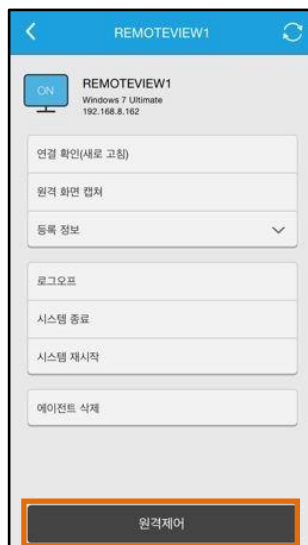 REMOTEVIEW1
ON
REMOTEVIEW1
Windows 7 Ultimate
192.168.8.162
연결 확인(새로 고침)
원격 화면 캡쳐
등록 정보
로그오프
시스템 종료
시스템 재시작
에이전트 삭제
원격제어